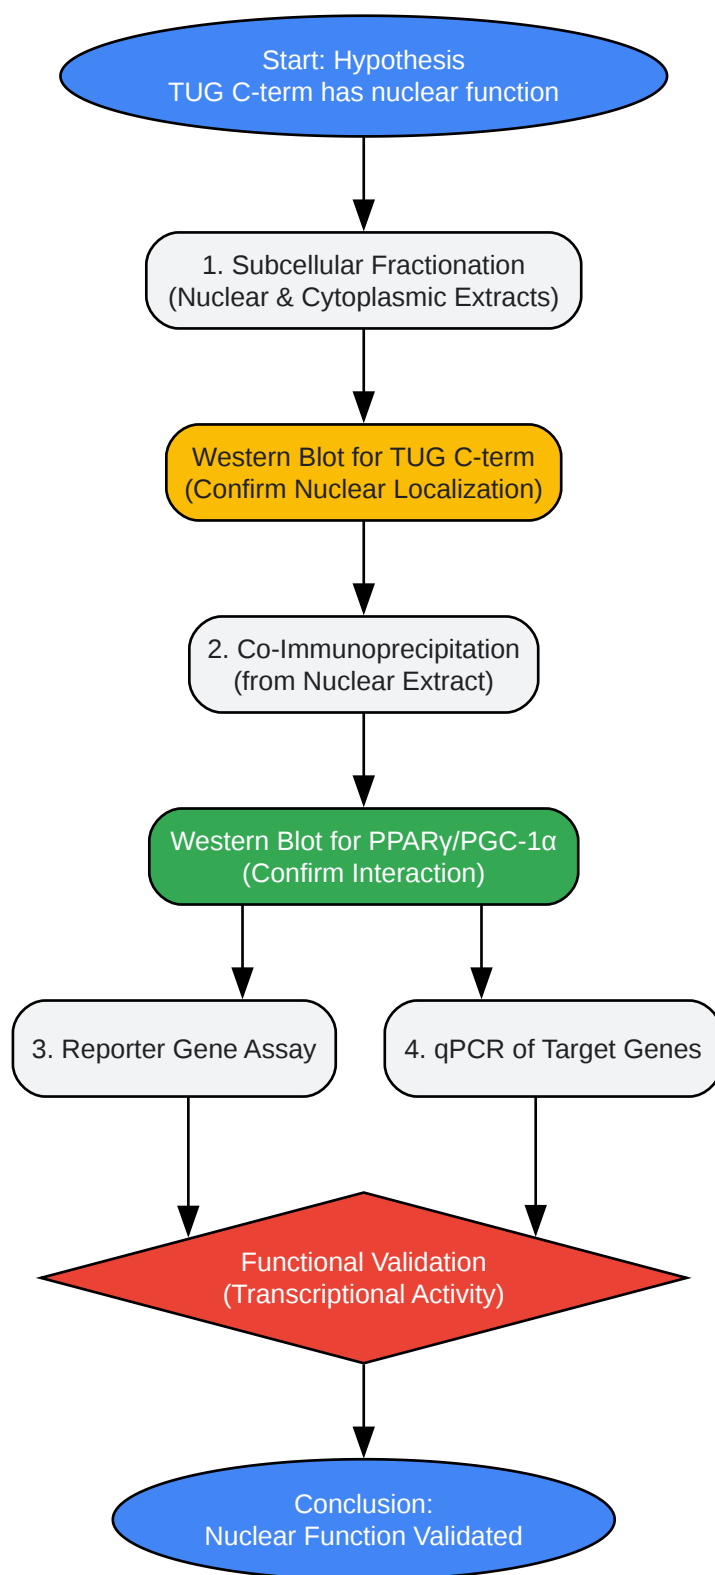 Start: Hypothesis
TUG C-term has nuclear function
1. Subcellular Fractionation
(Nuclear & Cytoplasmic Extracts)
Western Blot for TUG C-term
(Confirm Nuclear Localization)
2. Co-Immunoprecipitation
(from Nuclear Extract)
Western Blot for PPARγ/PGC-1α
(Confirm Interaction)
3. Reporter Gene Assay
4. qPCR of Target Genes
Functional Validation
(Transcriptional Activity)
Conclusion:
Nuclear Function Validated